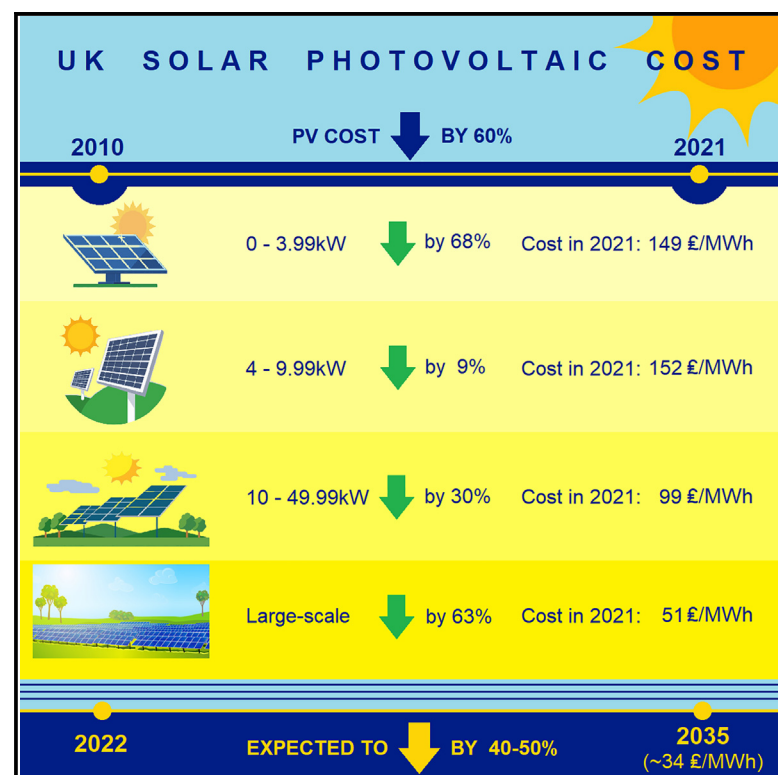 UK SOLAR PHOTOVOLTAIC COST
PV COST BY 60%
2010 2021
0 - 3.99kW by 68% Cost in 2021: 149 £/MWh
4 - 9.99kW by 9% Cost in 2021: 152 £/MWh
10 - 49.99kW by 30% Cost in 2021: 99 £/MWh
Large-scale by 63% Cost in 2021: 51 £/MWh
2022 EXPECTED TO BY 40-50% 2035
(~34 £/MWh)